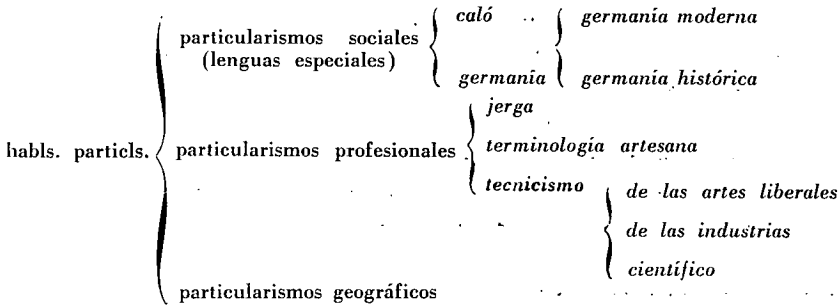 caló germanía moderna
particularismos sociales
(lenguas especiales)
germanía germanía histórica
jerga
habls. particls. particularismos profesionales terminología artesana
tecnicismo de las artes liberales
de las industrias
científico
particularismos geográficos